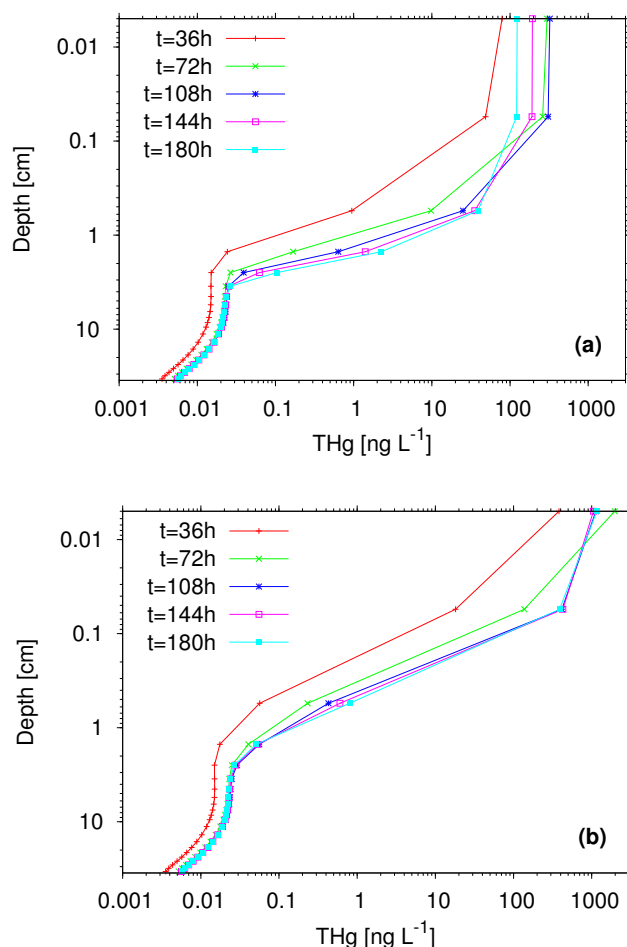 0.01
0.1
1
10
Depth [cm]
t=36h
t=72h
t=108h
t=144h
t=180h
(a)
0.001 0.01 0.1 1 10 100 1000
THg [ng L⁻¹]
0.01
0.1
1
10
Depth [cm]
t=36h
t=72h
t=108h
t=144h
t=180h
(b)
0.001 0.01 0.1 1 10 100 1000
THg [ng L⁻¹]